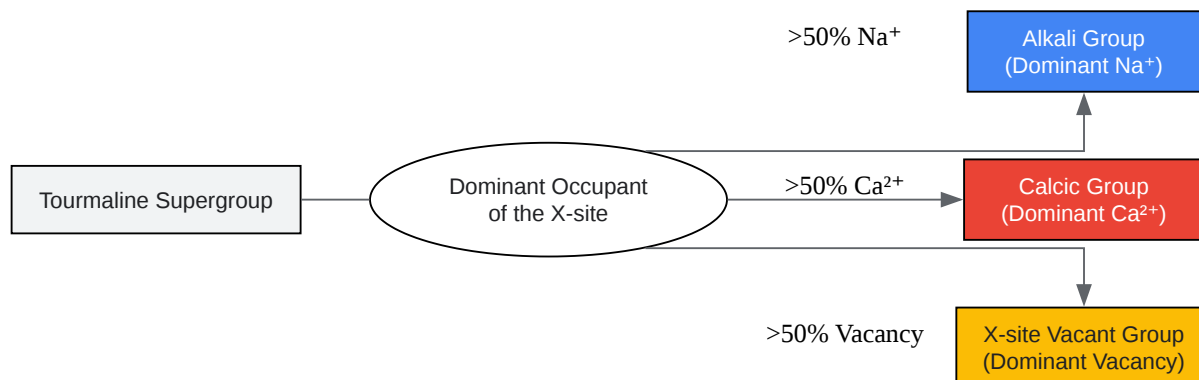 >50% Na⁺
Alkali Group
(Dominant Na⁺)
Tourmaline Supergroup
Dominant Occupant
of the X-site
>50% Ca²⁺
Calcic Group
(Dominant Ca²⁺)
>50% Vacancy
X-site Vacant Group
(Dominant Vacancy)